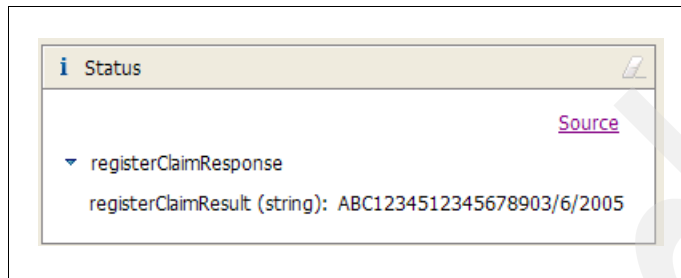 i Status
Source
registerClaimResponse
registerClaimResult (string): ABC1234512345678903/6/2005